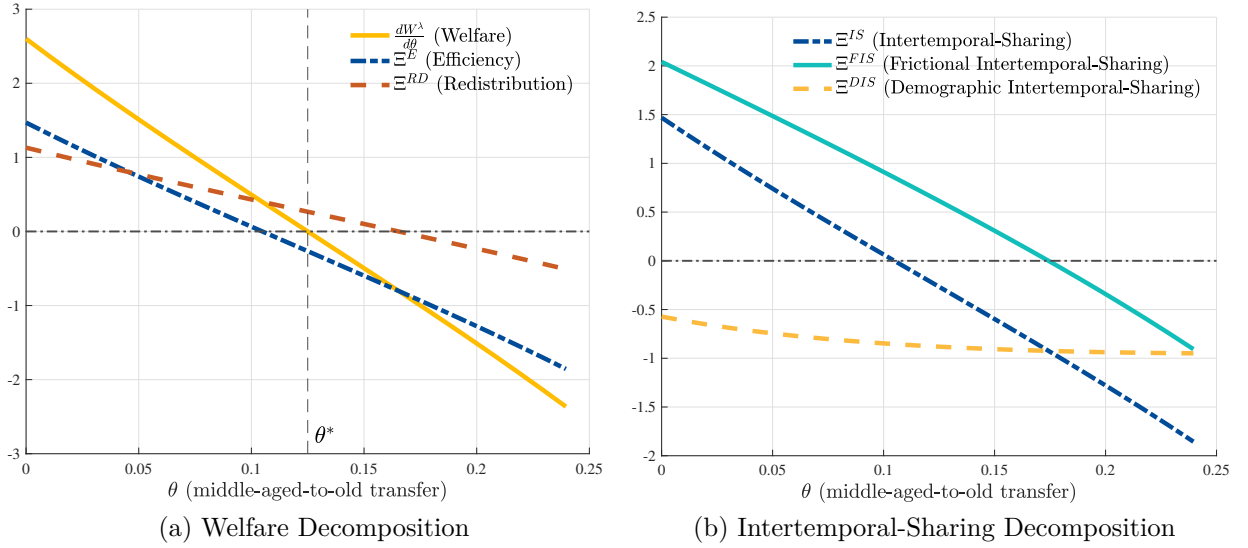 3
2
1
0
-1
-2
-3
0
0.05
0.1
0.15
0.2
0.25
dW^λ/dθ (Welfare)
Ξ^E (Efficiency)
Ξ^RD (Redistribution)
θ*
θ (middle-aged-to-old transfer)
(a) Welfare Decomposition
2.5
2
1.5
1
0.5
0
-0.5
-1
-1.5
-2
0
0.05
0.1
0.15
0.2
0.25
Ξ^IS (Intertemporal-Sharing)
Ξ^FIS (Frictional Intertemporal-Sharing)
Ξ^DIS (Demographic Intertemporal-Sharing)
θ (middle-aged-to-old transfer)
(b) Intertemporal-Sharing Decomposition